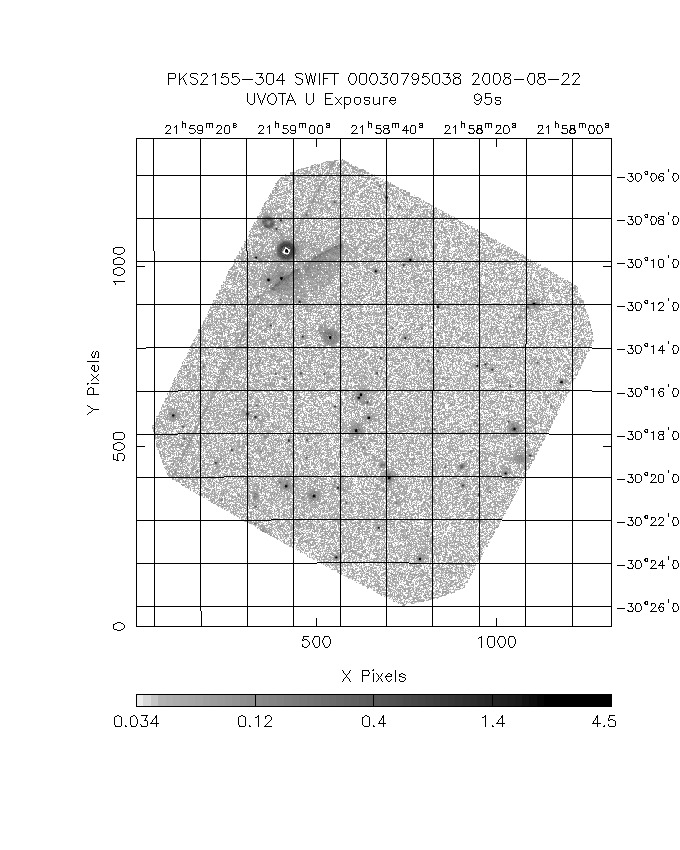 PKS2155-304 SWIFT 00030795038 2008-08-22
UVOTA U Exposure 95s
21ʰ59ᵐ20ˢ 21ʰ59ᵐ00ˢ 21ʰ58ᵐ40ˢ 21ʰ58ᵐ20ˢ 21ʰ58ᵐ00ˢ
-30°06'0
-30°08'0
-30°10'0
-30°12'0
-30°14'0
-30°16'0
-30°18'0
-30°20'0
-30°22'0
-30°24'0
-30°26'0
1000
500
0
Y Pixels
500 1000
X Pixels
0.034 0.12 0.4 1.4 4.5